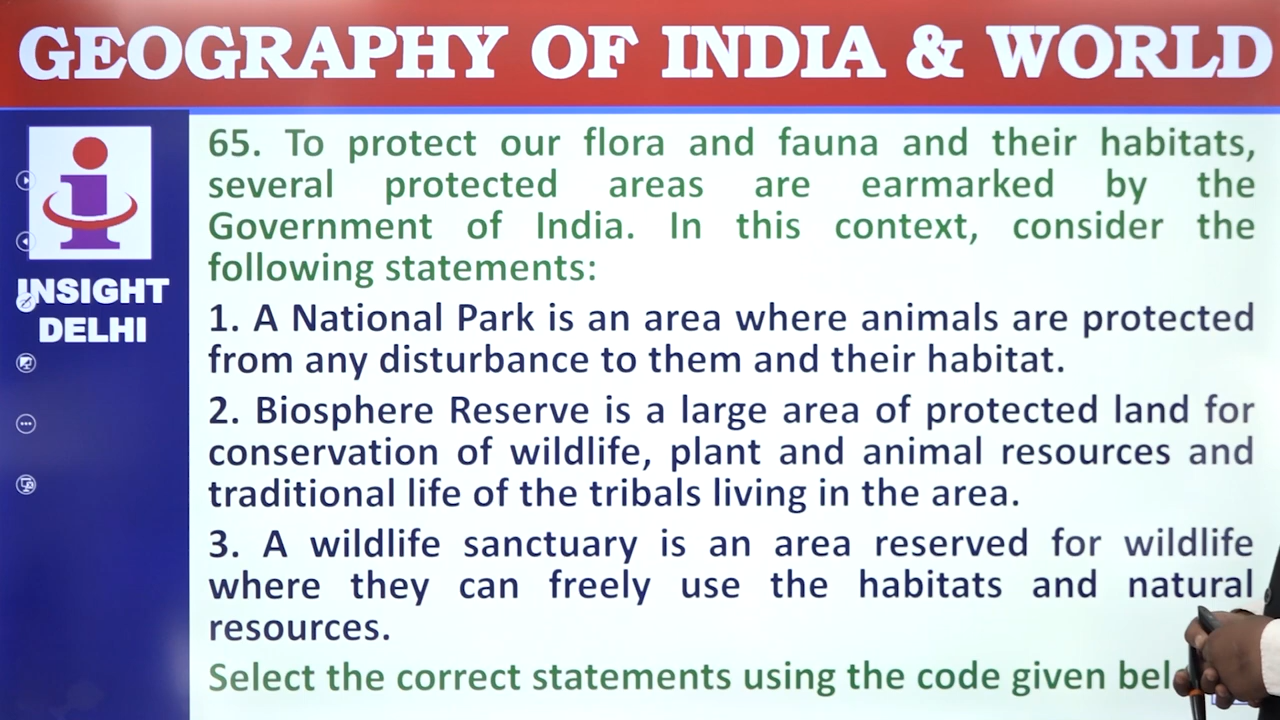 GEOGRAPHY OF INDIA & WORLD
INSIGHT
DELHI
65. To protect our flora and fauna and their habitats,
several protected areas are earmarked by the
Government of India. In this context, consider the
following statements:
1. A National Park is an area where animals are protected
from any disturbance to them and their habitat.
2. Biosphere Reserve is a large area of protected land for
conservation of wildlife, plant and animal resources and
traditional life of the tribals living in the area.
3. A wildlife sanctuary is an area reserved for wildlife
where they can freely use the habitats and natural
resources.
Select the correct statements using the code given